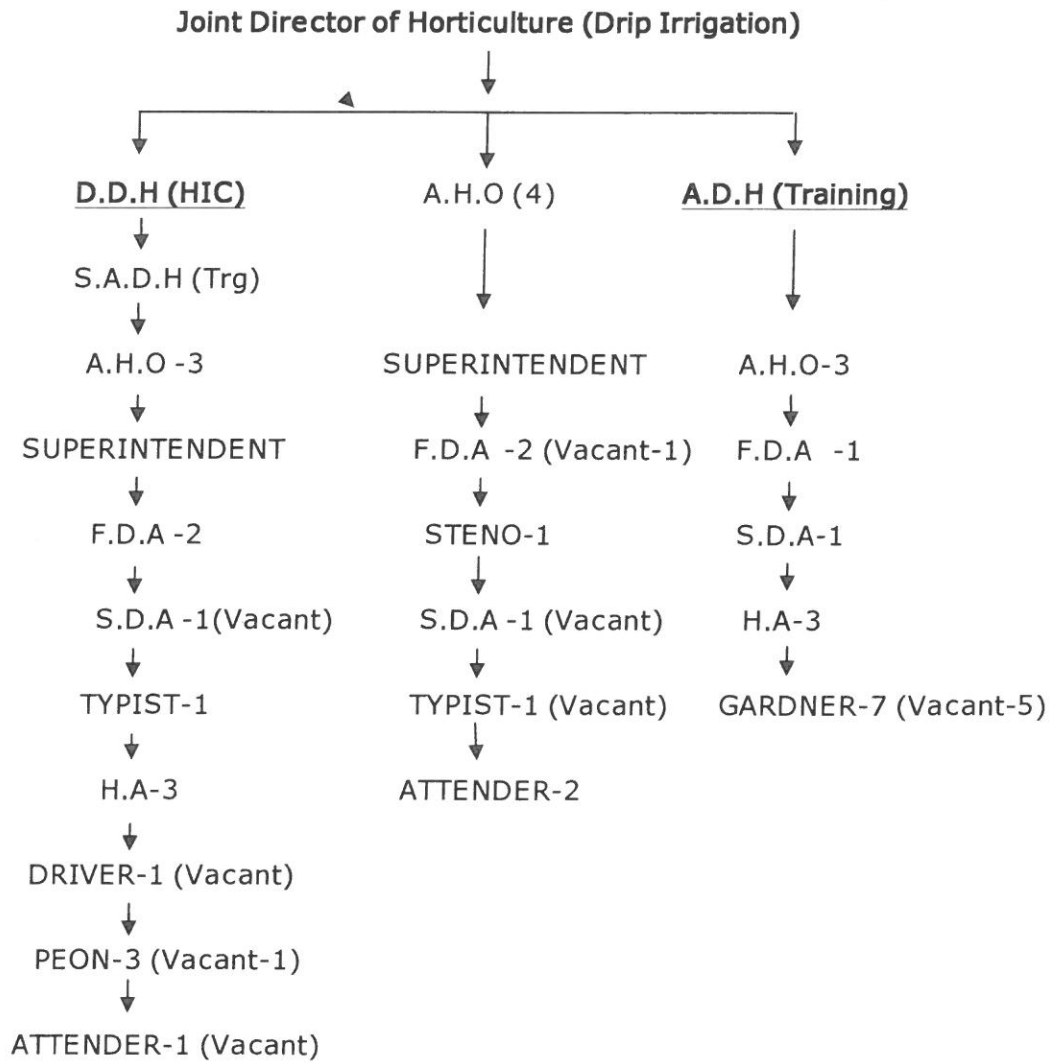 Joint Director of Horticulture (Drip Irrigation)
D.D.H (HIC) A.H.O (4) A.D.H (Training)
S.A.D.H (Trg)
A.H.O -3 SUPERINTENDENT A.H.O-3
SUPERINTENDENT F.D.A -2 (Vacant-1) F.D.A -1
F.D.A -2 STENO-1 S.D.A-1
S.D.A -1(Vacant) S.D.A -1 (Vacant) H.A-3
TYPIST-1 TYPIST-1 (Vacant) GARDNER-7 (Vacant-5)
H.A-3 ATTENDER-2
DRIVER-1 (Vacant)
PEON-3 (Vacant-1)
ATTENDER-1 (Vacant)